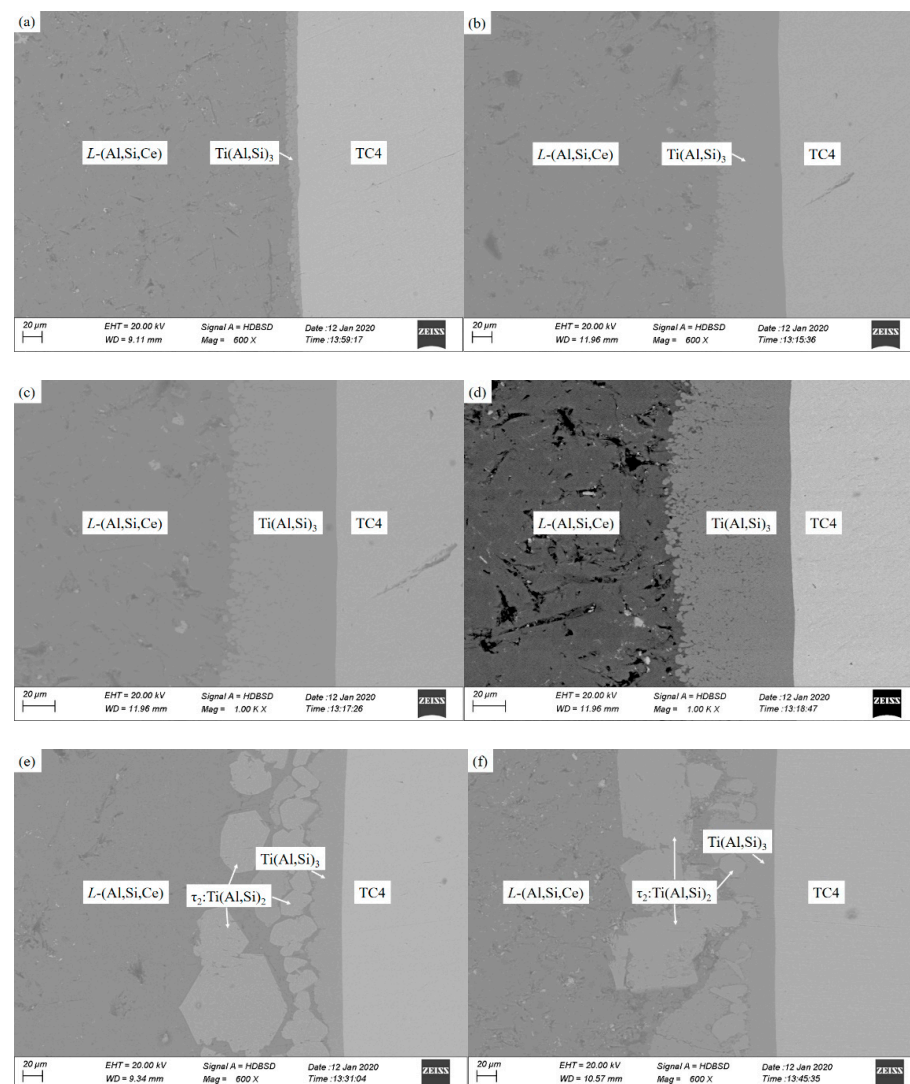 (a)
L-(Al,Si,Ce) Ti(Al,Si)₃ TC4
20 μm EHT = 20.00 kV Signal A = HDBSD Date :12 Jan 2020 ZEISS
WD = 9.11 mm Mag = 600 X Time :13:59:17
(b)
L-(Al,Si,Ce) Ti(Al,Si)₃ TC4
20 μm EHT = 20.00 kV Signal A = HDBSD Date :12 Jan 2020 ZEISS
WD = 11.96 mm Mag = 600 X Time :13:15:36
(c)
L-(Al,Si,Ce) Ti(Al,Si)₃ TC4
20 μm EHT = 20.00 kV Signal A = HDBSD Date :12 Jan 2020 ZEISS
WD = 11.96 mm Mag = 1.00 K X Time :13:17:26
(d)
L-(Al,Si,Ce) Ti(Al,Si)₃ TC4
20 μm EHT = 20.00 kV Signal A = HDBSD Date :12 Jan 2020 ZEISS
WD = 11.96 mm Mag = 1.00 K X Time :13:18:47
(e)
Ti(Al,Si)₃
L-(Al,Si,Ce) τ₂:Ti(Al,Si)₂ TC4
20 μm EHT = 20.00 kV Signal A = HDBSD Date :12 Jan 2020 ZEISS
WD = 9.34 mm Mag = 600 X Time :13:31:04
(f)
Ti(Al,Si)₃
L-(Al,Si,Ce) τ₂:Ti(Al,Si)₂ TC4
20 μm EHT = 20.00 kV Signal A = HDBSD Date :12 Jan 2020 ZEISS
WD = 10.57 mm Mag = 600 X Time :13:45:35